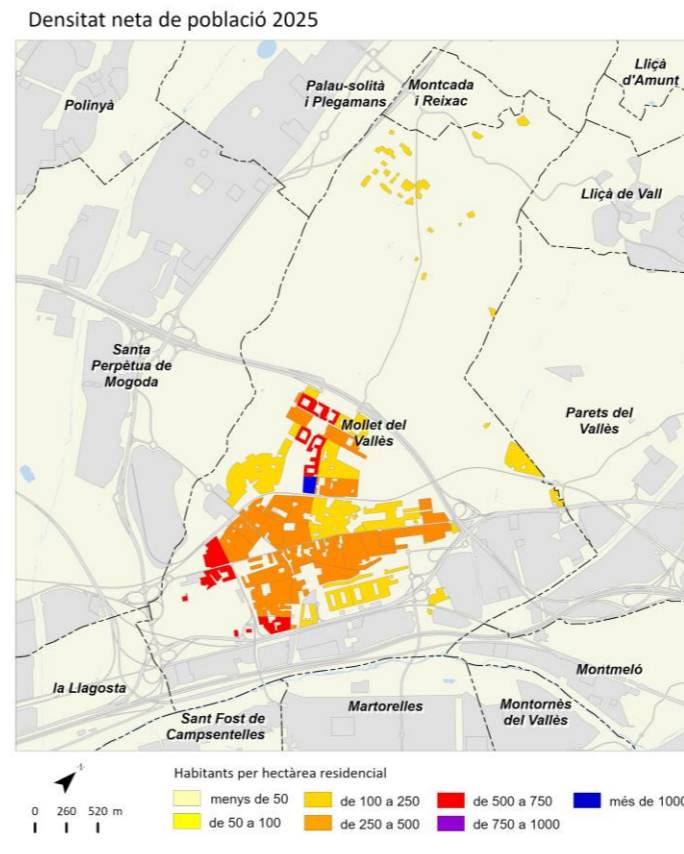 Densitat neta de població 2025
Lliçà
d'Amunt
Palau-solità
i Plegamans
Montcada
i Reixac
Polinyà
Lliçà de Vall
Santa
Perpètua de
Mogoda
Mollet del
Vallès
Parets del
Vallès
Montmeló
la Llagosta
Sant Fost de
Campsentelles
Martorelles
Montornès
del Vallès
N
0 260 520 m
Habitants per hectàrea residencial
menys de 50
de 50 a 100
de 100 a 250
de 250 a 500
de 500 a 750
de 750 a 1000
més de 1000